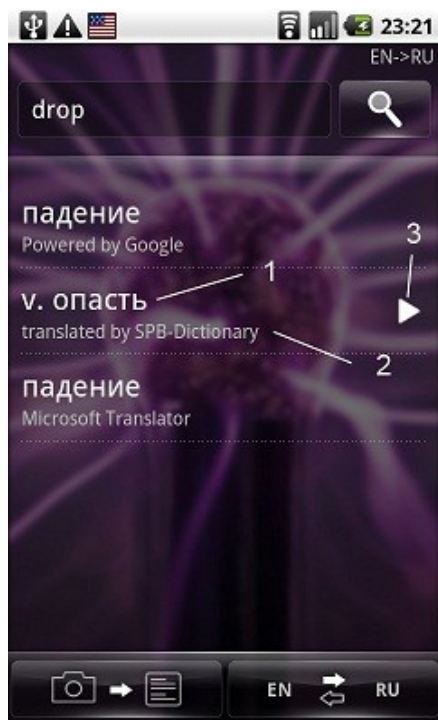 23:21
EN->RU
drop
падение
Powered by Google
3
1
v. опасть
translated by SPB-Dictionary
2
падение
Microsoft Translator
EN RU